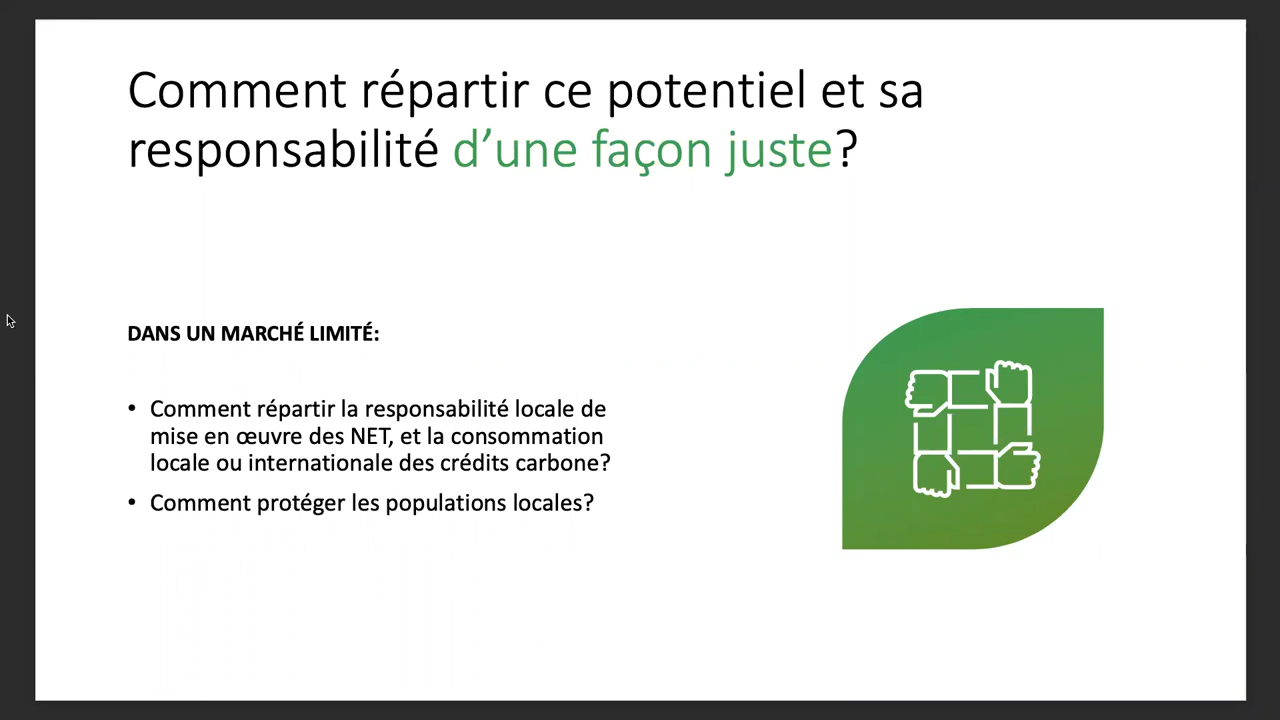 Comment répartir ce potentiel et sa
responsabilité d’une façon juste?
DANS UN MARCHÉ LIMITÉ:
• Comment répartir la responsabilité locale de
mise en œuvre des NET, et la consommation
locale ou internationale des crédits carbone?
• Comment protéger les populations locales?